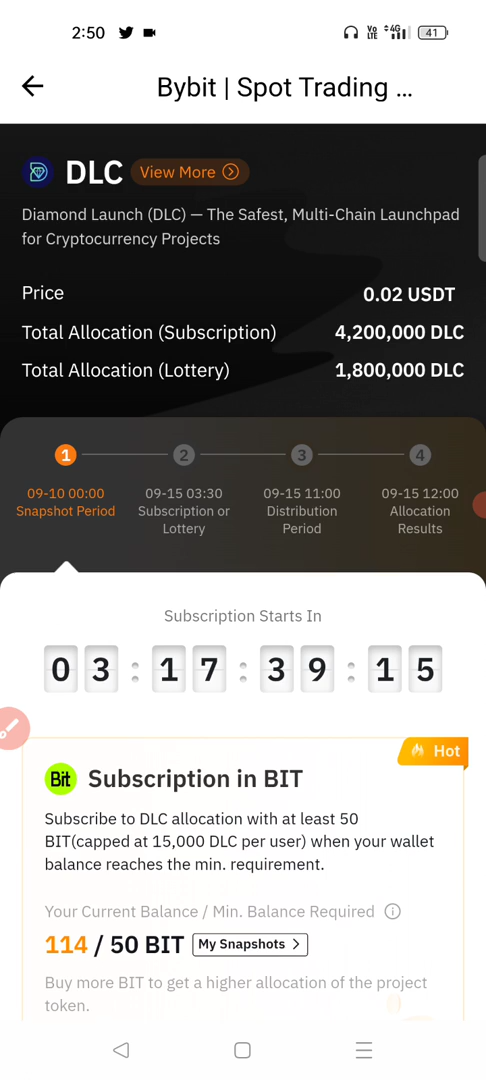 2:50
Vo LTE 4G 41
Bybit | Spot Trading ...
DLC View More
Diamond Launch (DLC) — The Safest, Multi-Chain Launchpad
for Cryptocurrency Projects
Price 0.02 USDT
Total Allocation (Subscription) 4,200,000 DLC
Total Allocation (Lottery) 1,800,000 DLC
1 2 3 4
09-10 00:00 09-15 03:30 09-15 11:00 09-15 12:00
Snapshot Period Subscription or Distribution Allocation
Lottery Period Results
Subscription Starts In
03 : 17 : 39 : 15
Hot
Bit Subscription in BIT
Subscribe to DLC allocation with at least 50
BIT(capped at 15,000 DLC per user) when your wallet
balance reaches the min. requirement.
Your Current Balance / Min. Balance Required
114 / 50 BIT My Snapshots
Buy more BIT to get a higher allocation of the project
token.